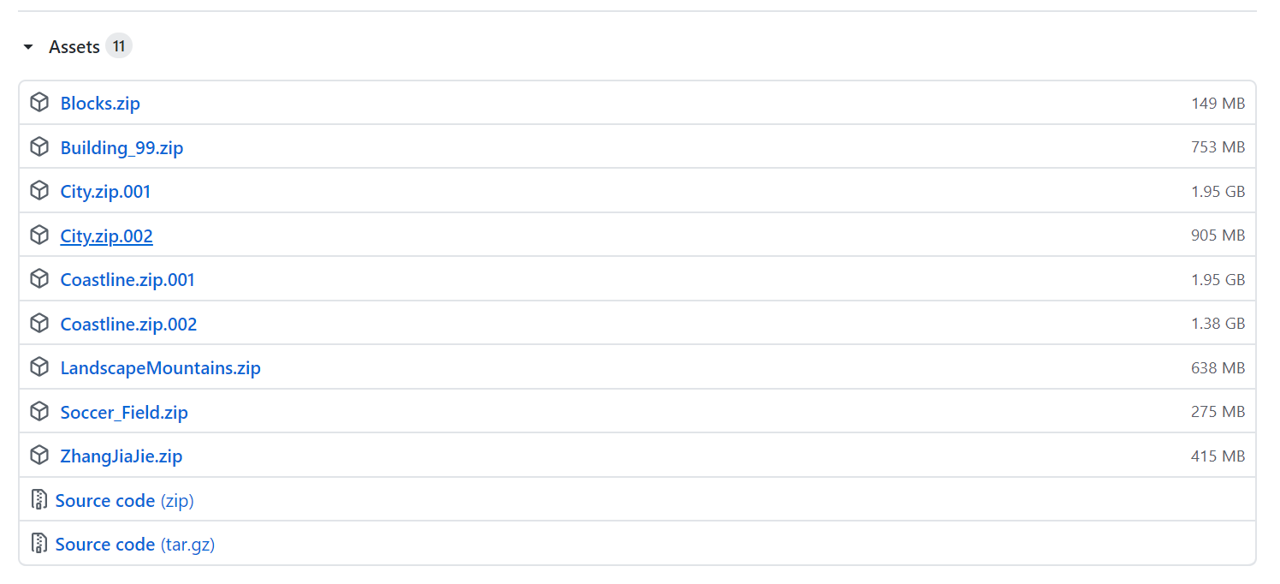 Assets 11
Blocks.zip 149 MB
Building_99.zip 753 MB
City.zip.001 1.95 GB
City.zip.002 905 MB
Coastline.zip.001 1.95 GB
Coastline.zip.002 1.38 GB
LandscapeMountains.zip 638 MB
Soccer_Field.zip 275 MB
ZhangJiaJie.zip 415 MB
Source code (zip)
Source code (tar.gz)